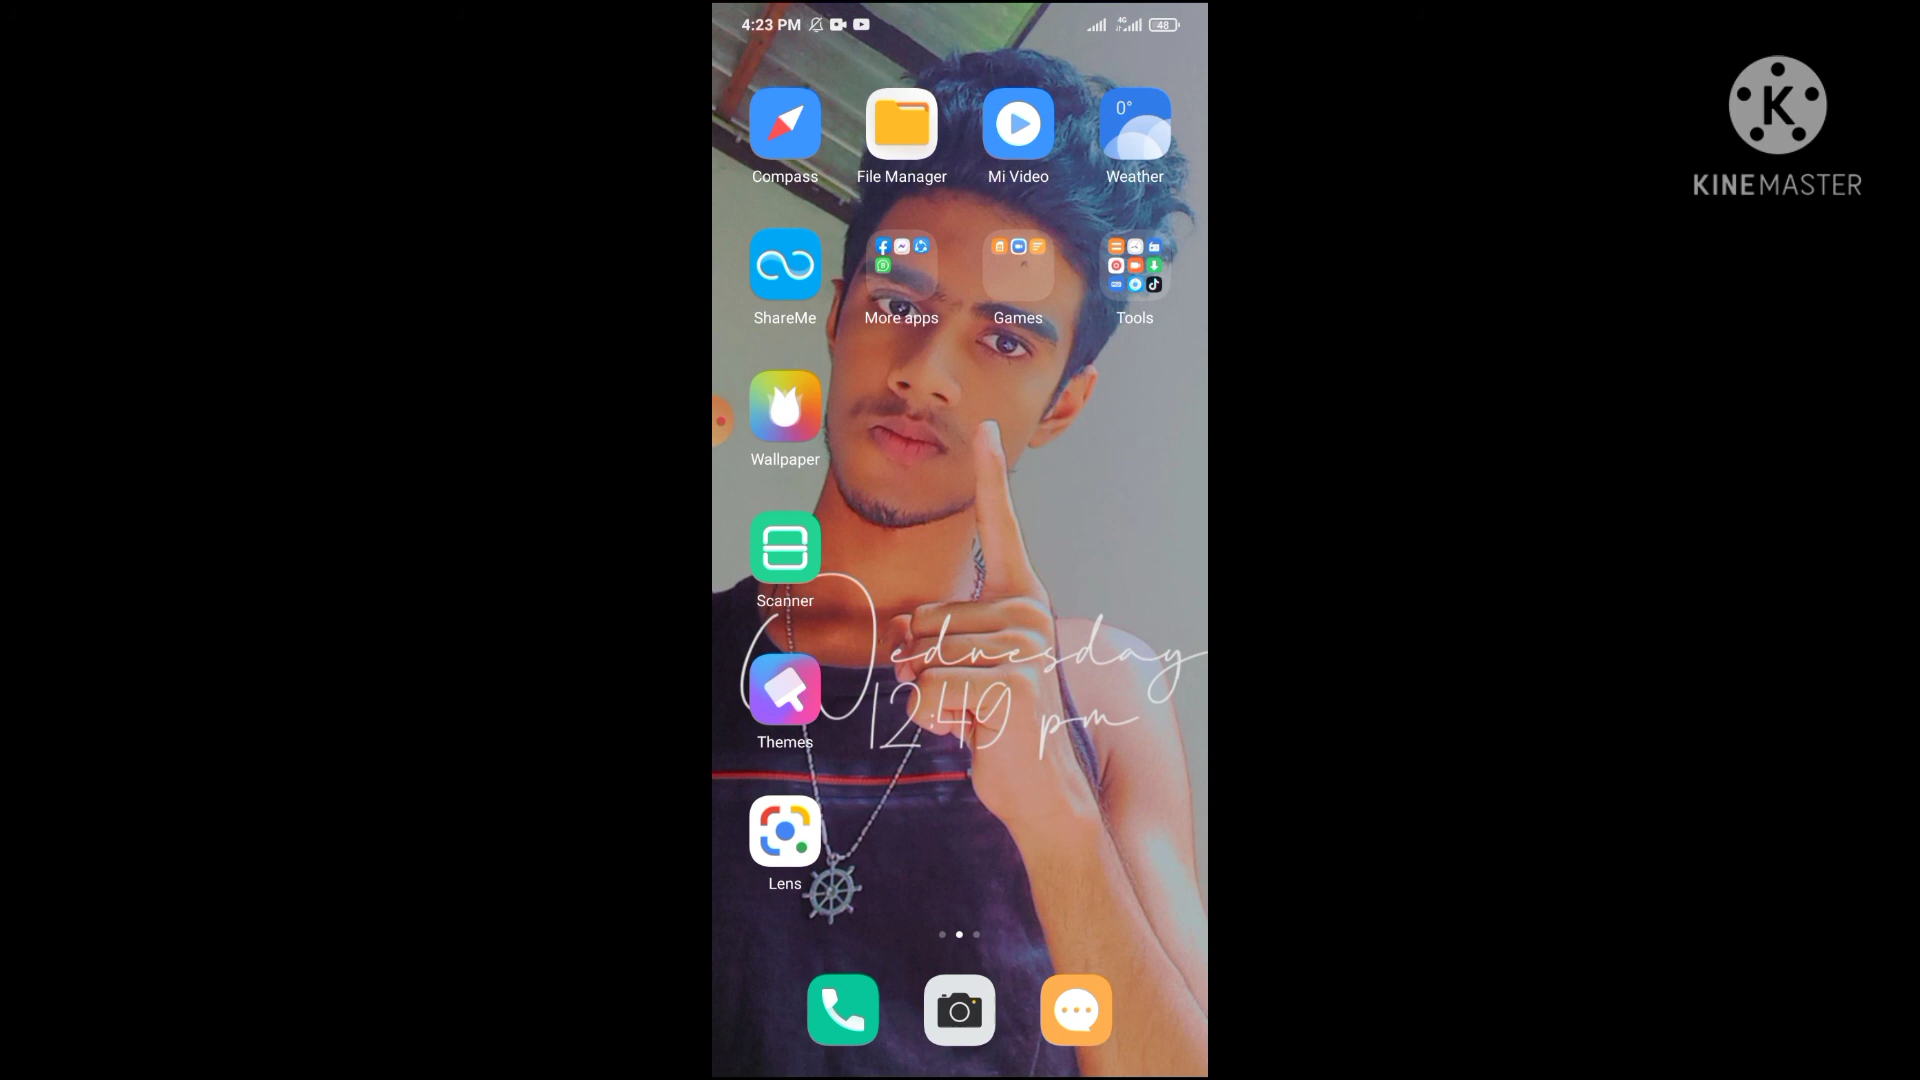 4:23 PM
4G
48
KINEMASTER
K
0°
Compass
File Manager
Mi Video
Weather
ShareMe
More apps
Games
Tools
Wallpaper
Scanner
Wednesday
12:49 pm
Themes
Lens